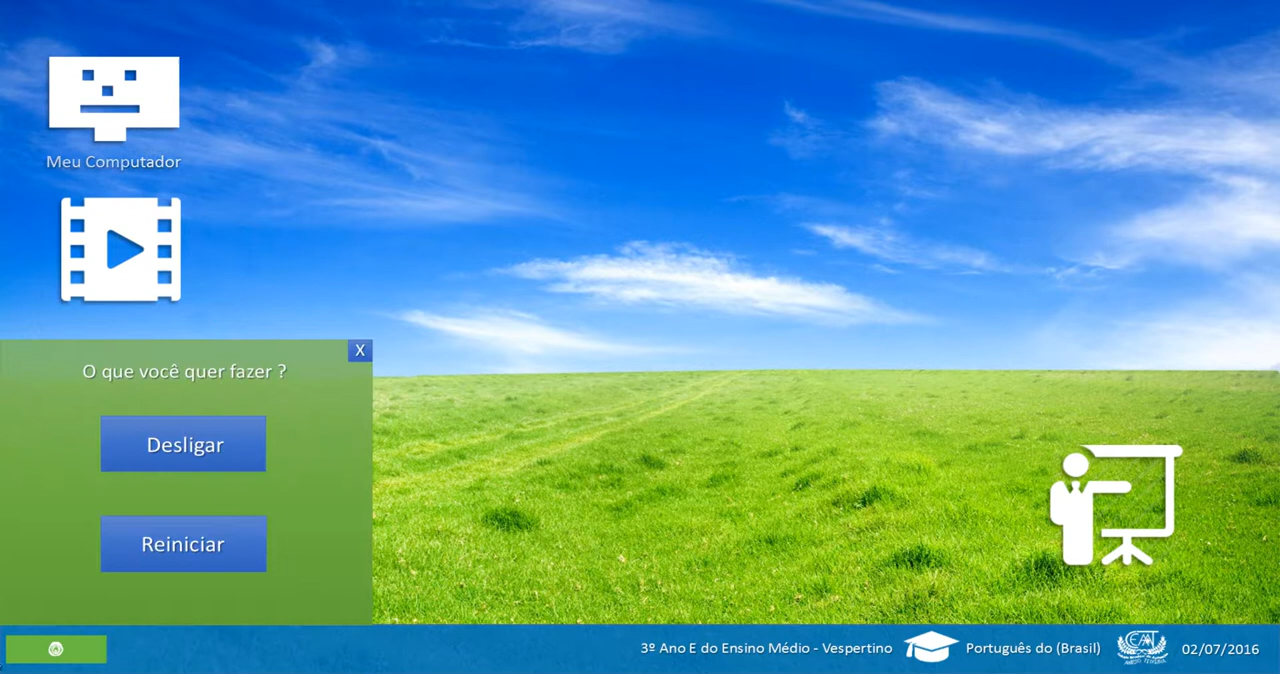 Meu Computador
X
O que você quer fazer ?
Desligar
Reiniciar
3º Ano E do Ensino Médio - Vespertino
Português do (Brasil)
02/07/2016